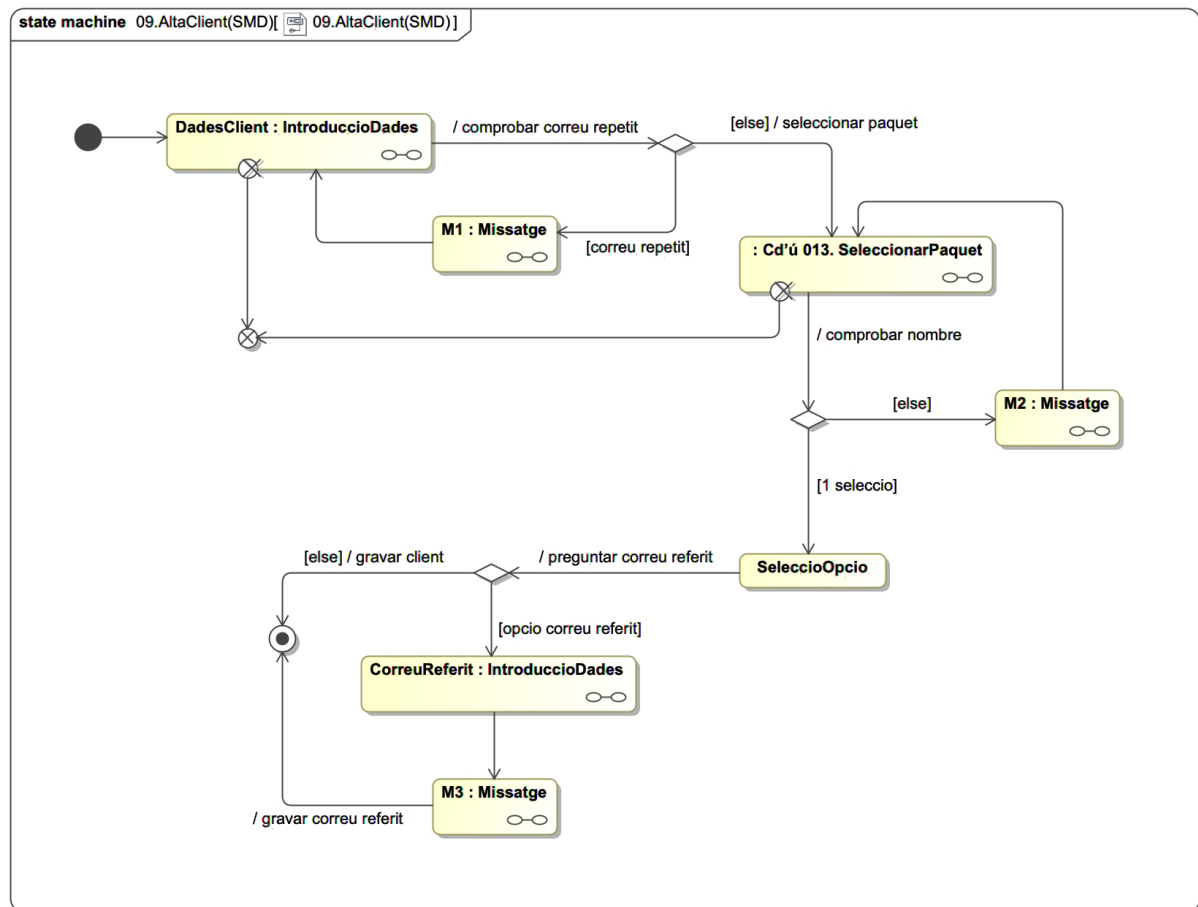 state machine 09.AltaClient(SMD)[ 09.AltaClient(SMD) ]
DadesClient : IntroduccioDades
/ comprobar correu repetit
[else] / seleccionar paquet
M1 : Missatge
[correu repetit]
: Cd'ú 013. SeleccionarPaquet
/ comprobar nombre
[else]
M2 : Missatge
[1 seleccio]
[else] / gravar client
/ preguntar correu referit
SeleccioOpcio
[opcio correu referit]
CorreuReferit : IntroduccioDades
M3 : Missatge
/ gravar correu referit